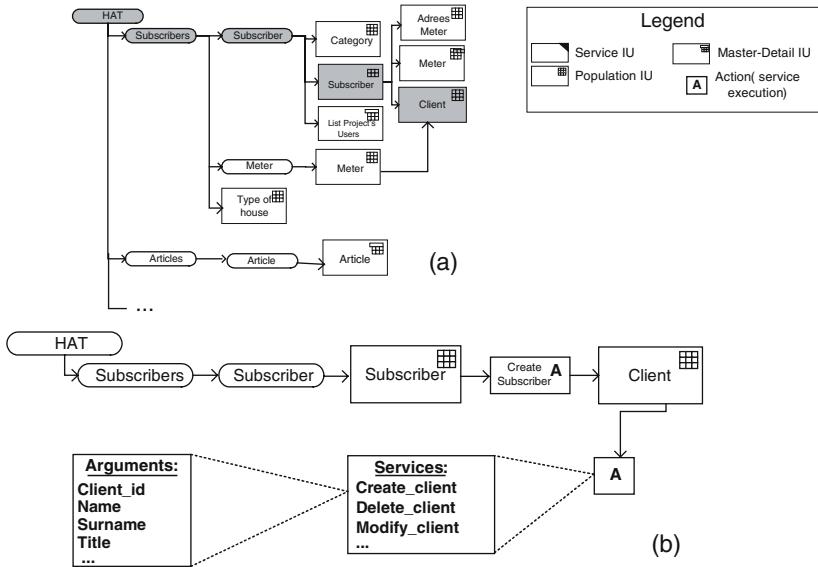 HAT
Subscribers
Subscriber
Category
Adrees
Meter
Subscriber
Meter
Client
List Project's
Users
Meter
Meter
Type of
house
Articles
Article
Article
...
(a)
Legend
Service IU
Master-Detail IU
Population IU
A
Action( service
execution)
HAT
Subscribers
Subscriber
Subscriber
Create
Subscriber
A
Client
A
Arguments:
Client_id
Name
Surname
Title
...
Services:
Create_client
Delete_client
Modify_client
...
(b)